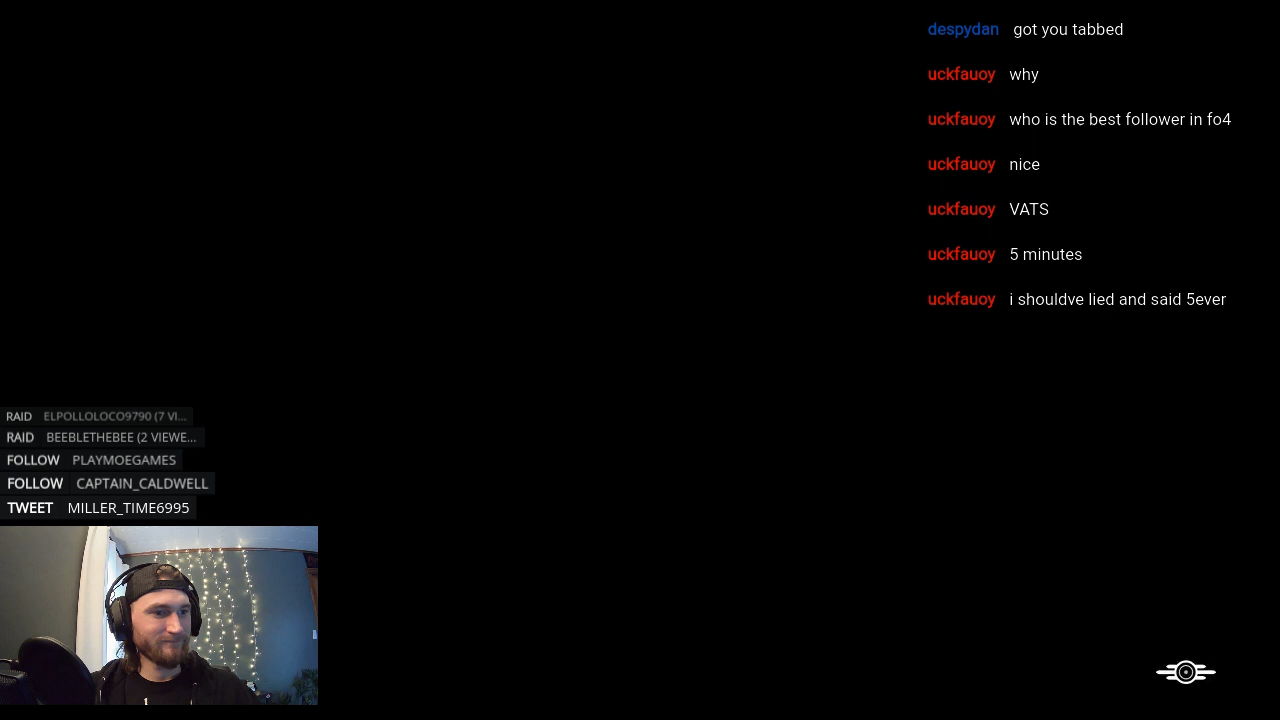 despydan got you tabbed
uckfauoy why
uckfauoy who is the best follower in fo4
uckfauoy nice
uckfauoy VATS
uckfauoy 5 minutes
uckfauoy i shouldve lied and said 5ever
RAID ELPOLLOLOCO9790 (7 VI...
RAID BEEBLETHEBEE (2 VIEWE...
FOLLOW PLAYMOEGAMES
FOLLOW CAPTAIN_CALDWELL
TWEET MILLER_TIME6995